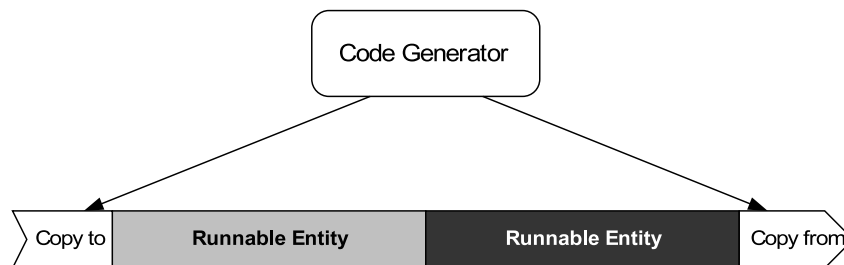 Code Generator
Copy to
Runnable Entity
Runnable Entity
Copy from